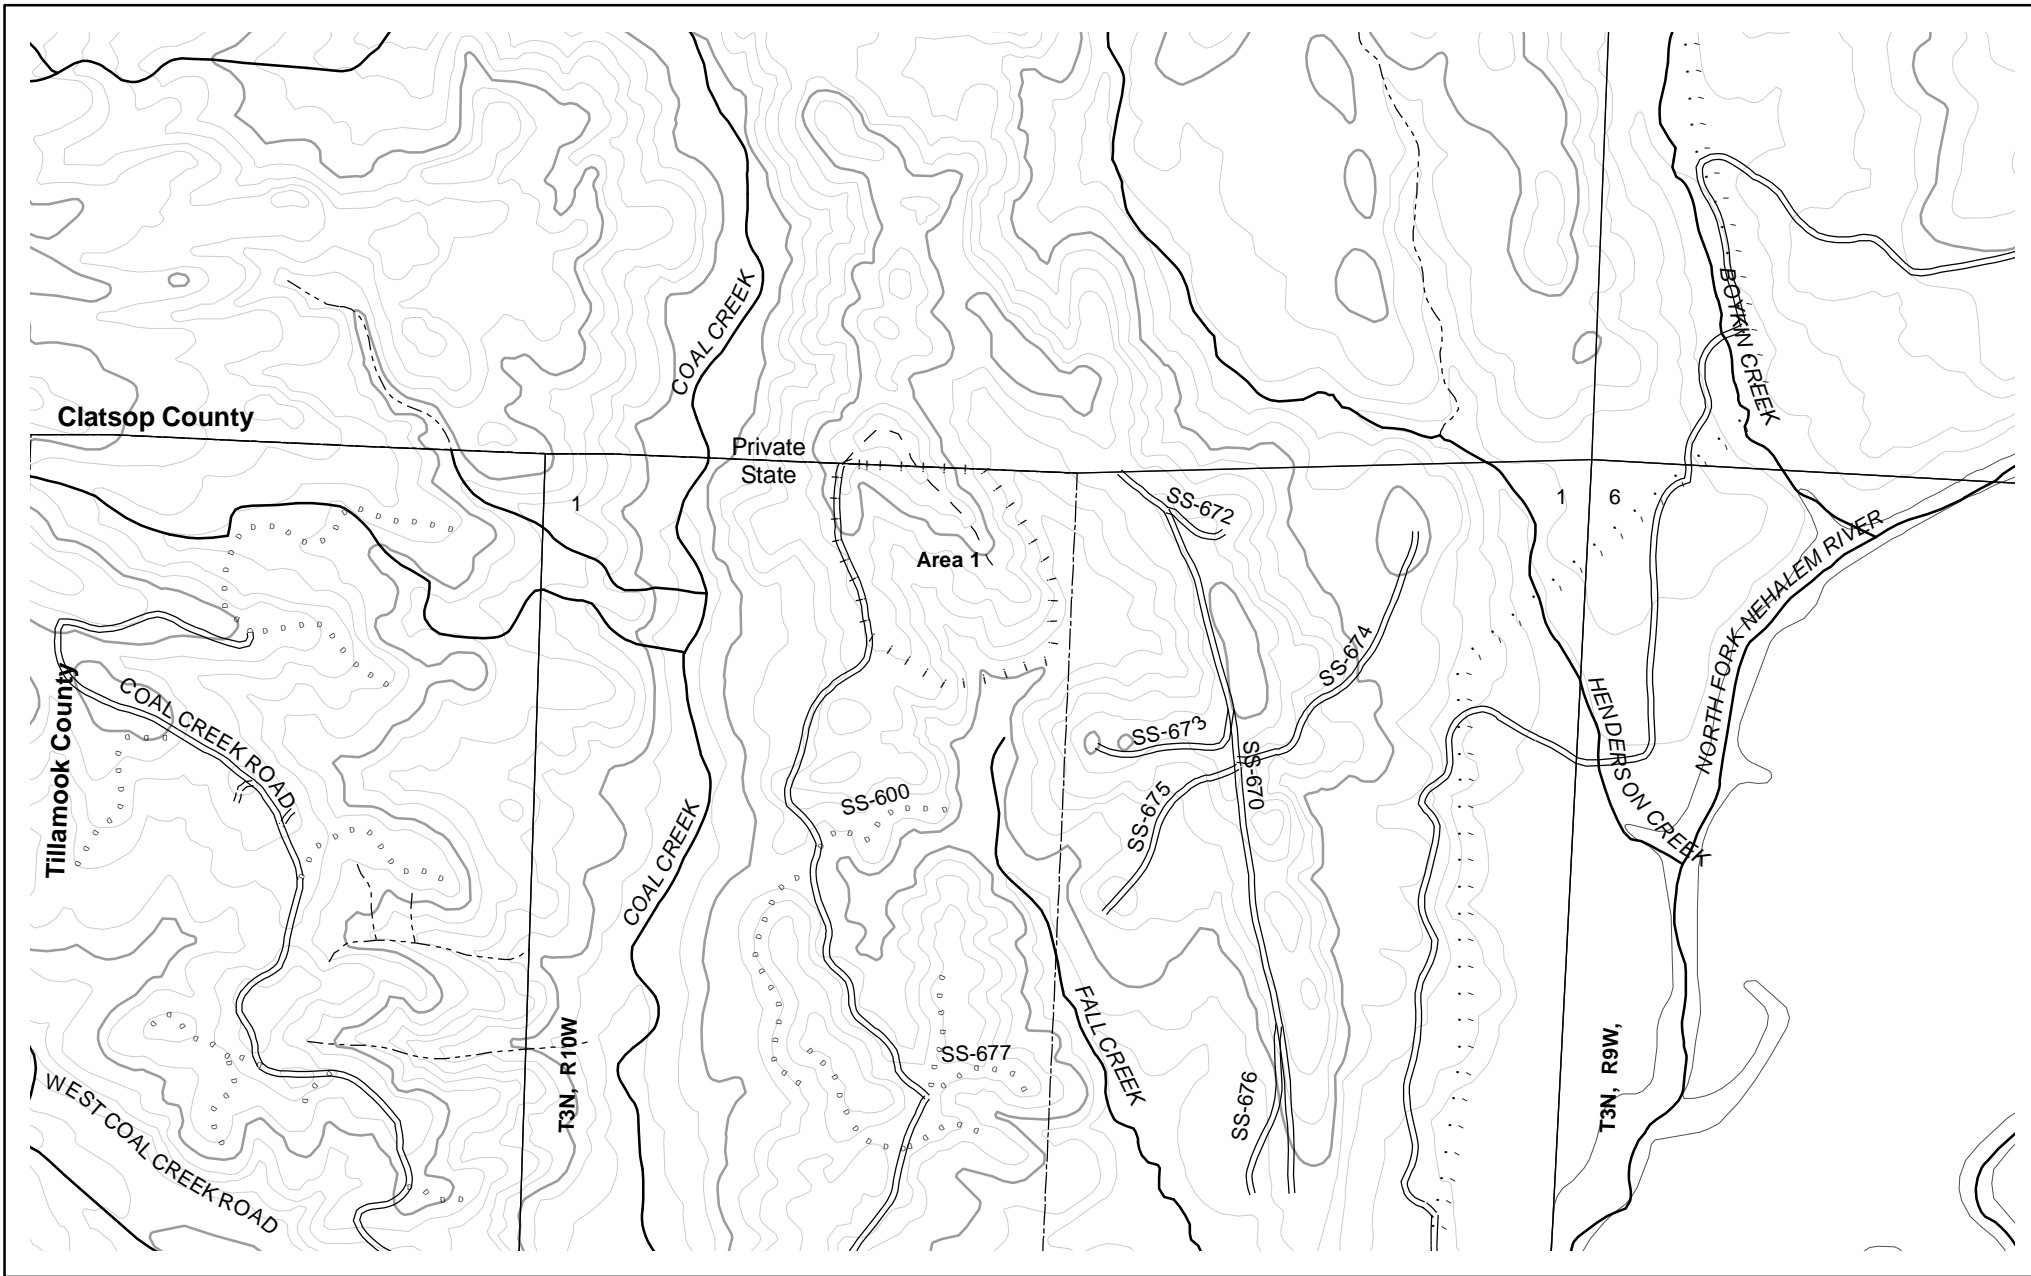 COAL CREEK
BOYKIN CREEK
Clatsop County
Private
State
1
1
6
SS-672
Area 1
NORTH FORK NEHALEM RIVER
SS-674
Tillamook County
COAL CREEK ROAD
HENDERSON CREEK
SS-673
SS-670
SS-600
SS-675
COAL CREEK
FALL CREEK
SS-677
T3N, R10W
T3N, R9W,
WEST COAL CREEK ROAD
SS-676